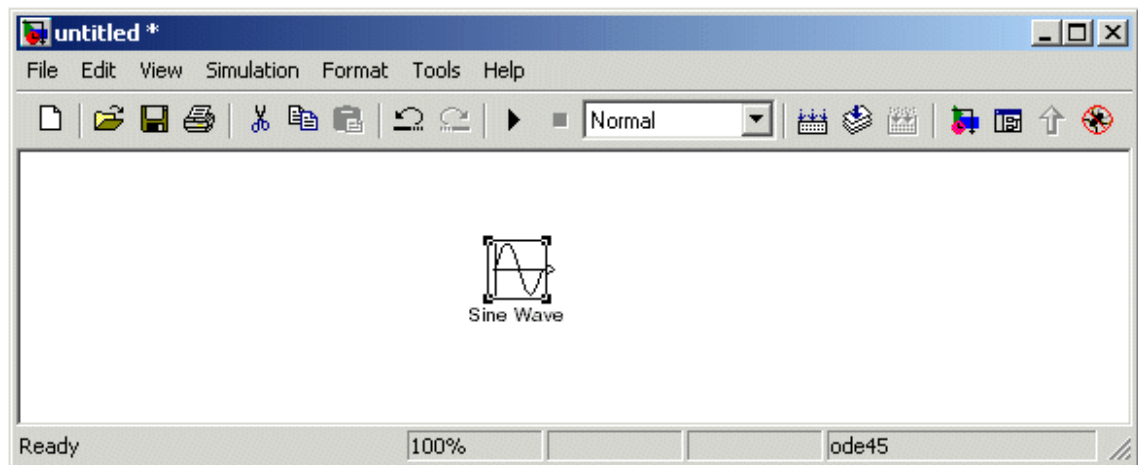 untitled *
File Edit View Simulation Format Tools Help
Normal
Sine Wave
Ready 100% ode45